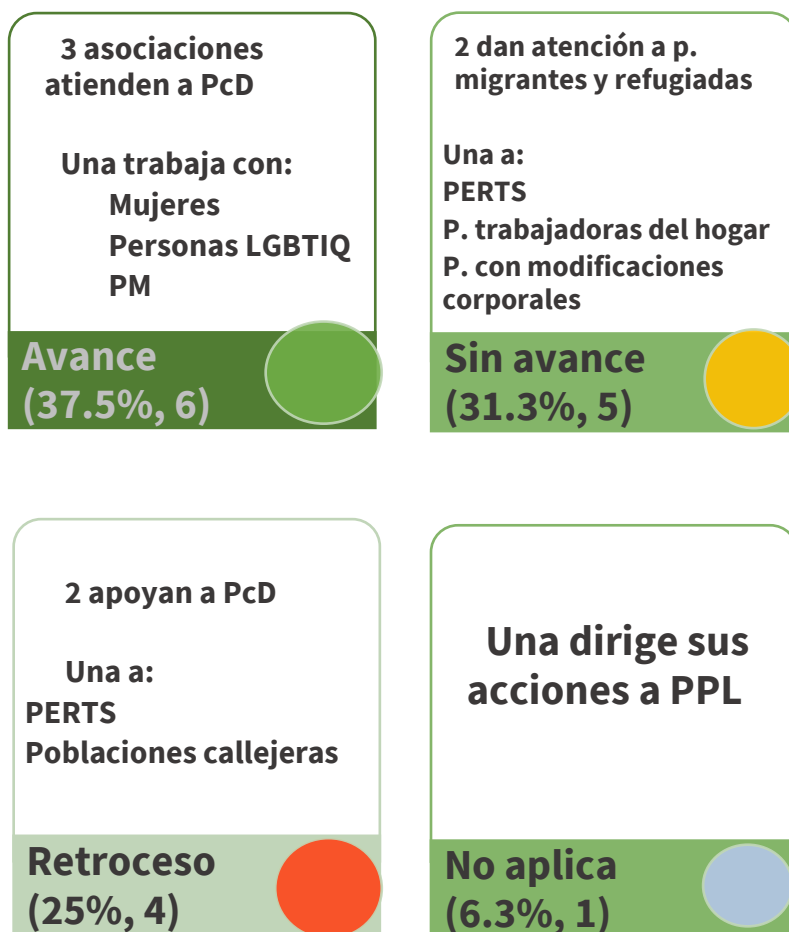 3 asociaciones
atienden a PcD
Una trabaja con:
Mujeres
Personas LGBTIQ
PM
Avance
(37.5%, 6)
2 dan atención a p.
migrantes y refugiadas
Una a:
PERTS
P. trabajadoras del hogar
P. con modificaciones
corporales
Sin avance
(31.3%, 5)
2 apoyan a PcD
Una a:
PERTS
Poblaciones callejeras
Retroceso
(25%, 4)
Una dirige sus
acciones a PPL
No aplica
(6.3%, 1)